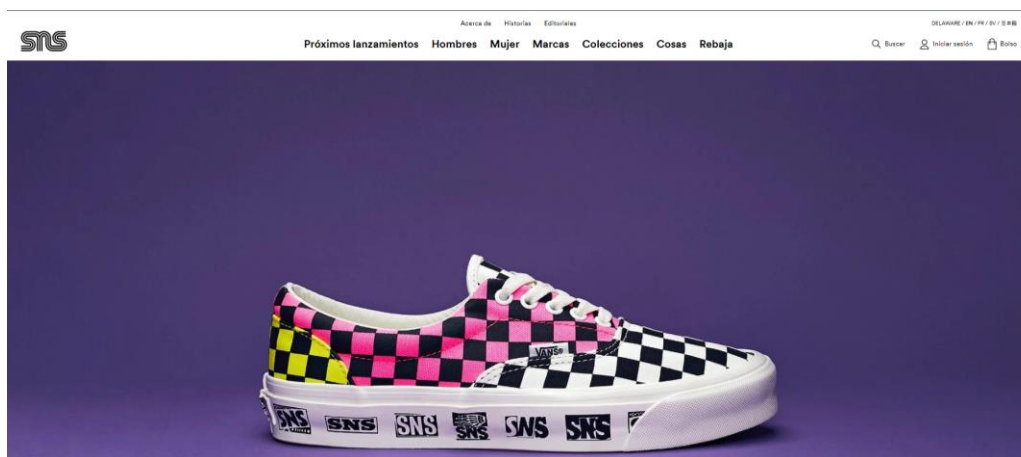 Acerca de Historias Editoriales
DELAWARE / EN / FR / SV / 日本語
sns
Próximos lanzamientos Hombres Mujer Marcas Colecciones Cosas Rebaja
Buscar Iniciar sesión Bolso
VANS®
SNS SNS SNS SNS SNS SNS